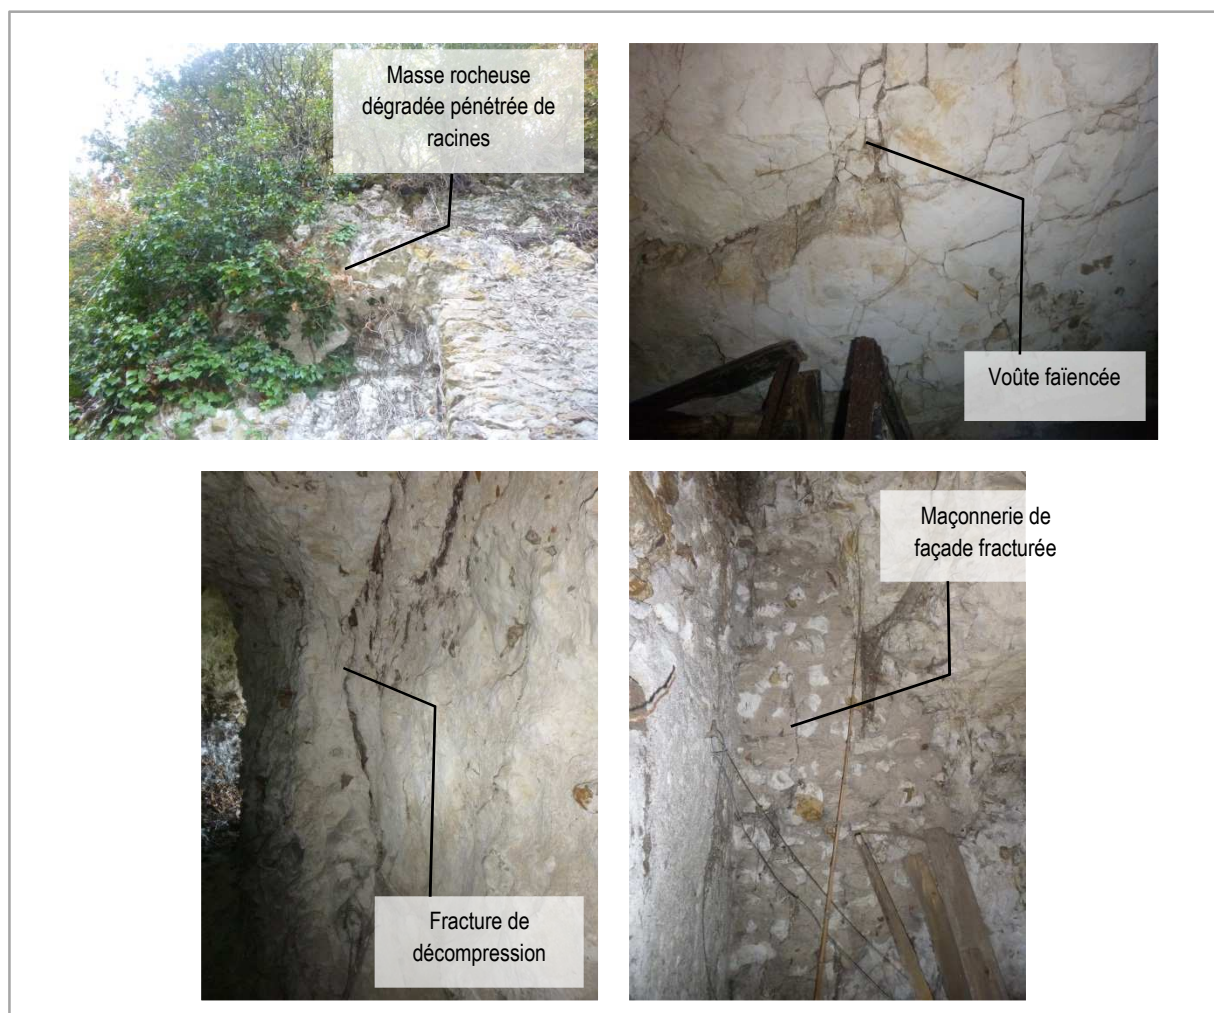 Masse rocheuse
dégradée pénétrée de
racines
Voûte faïencée
Fracture de
décompression
Maçonnerie de
façade fracturée